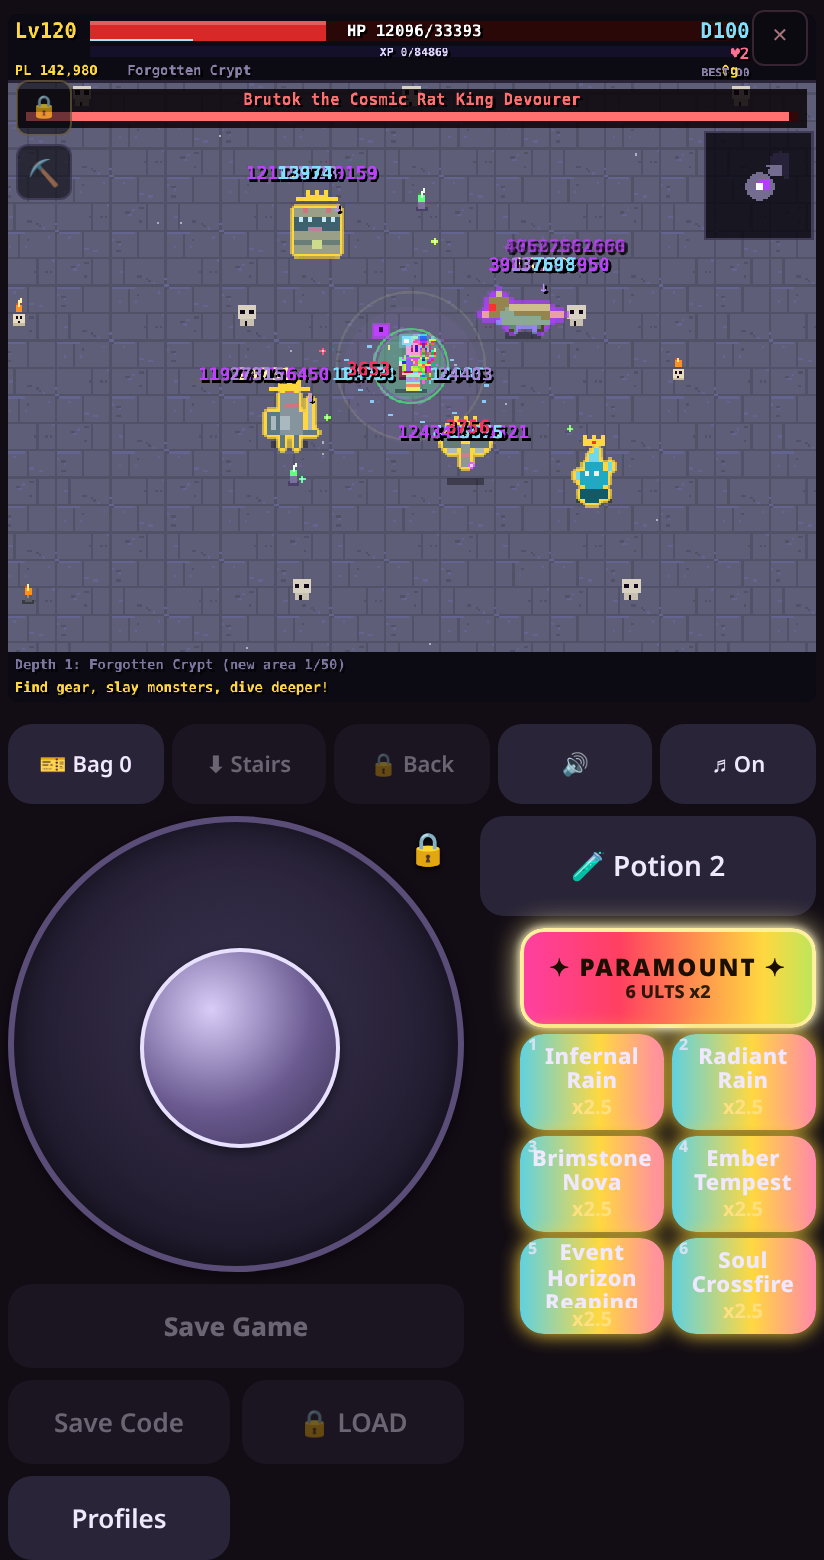 Lv120
HP 12096/33393
D100
×
XP 0/84869
♥2
PL 142,980
Forgotten Crypt
Brutok the Cosmic Rat King Devourer
13974
3653
3756
Depth 1: Forgotten Crypt (new area 1/50)
Find gear, slay monsters, dive deeper!
Bag 0
⬇ Stairs
Back
♬ On
Potion 2
✦ PARAMOUNT ✦
6 ULTS x2
1 Infernal
Rain
x2.5
2 Radiant
Rain
x2.5
3 Brimstone
Nova
x2.5
4 Ember
Tempest
x2.5
5 Event
Horizon
Reaping
x2.5
6 Soul
Crossfire
x2.5
Save Game
Save Code
LOAD
Profiles